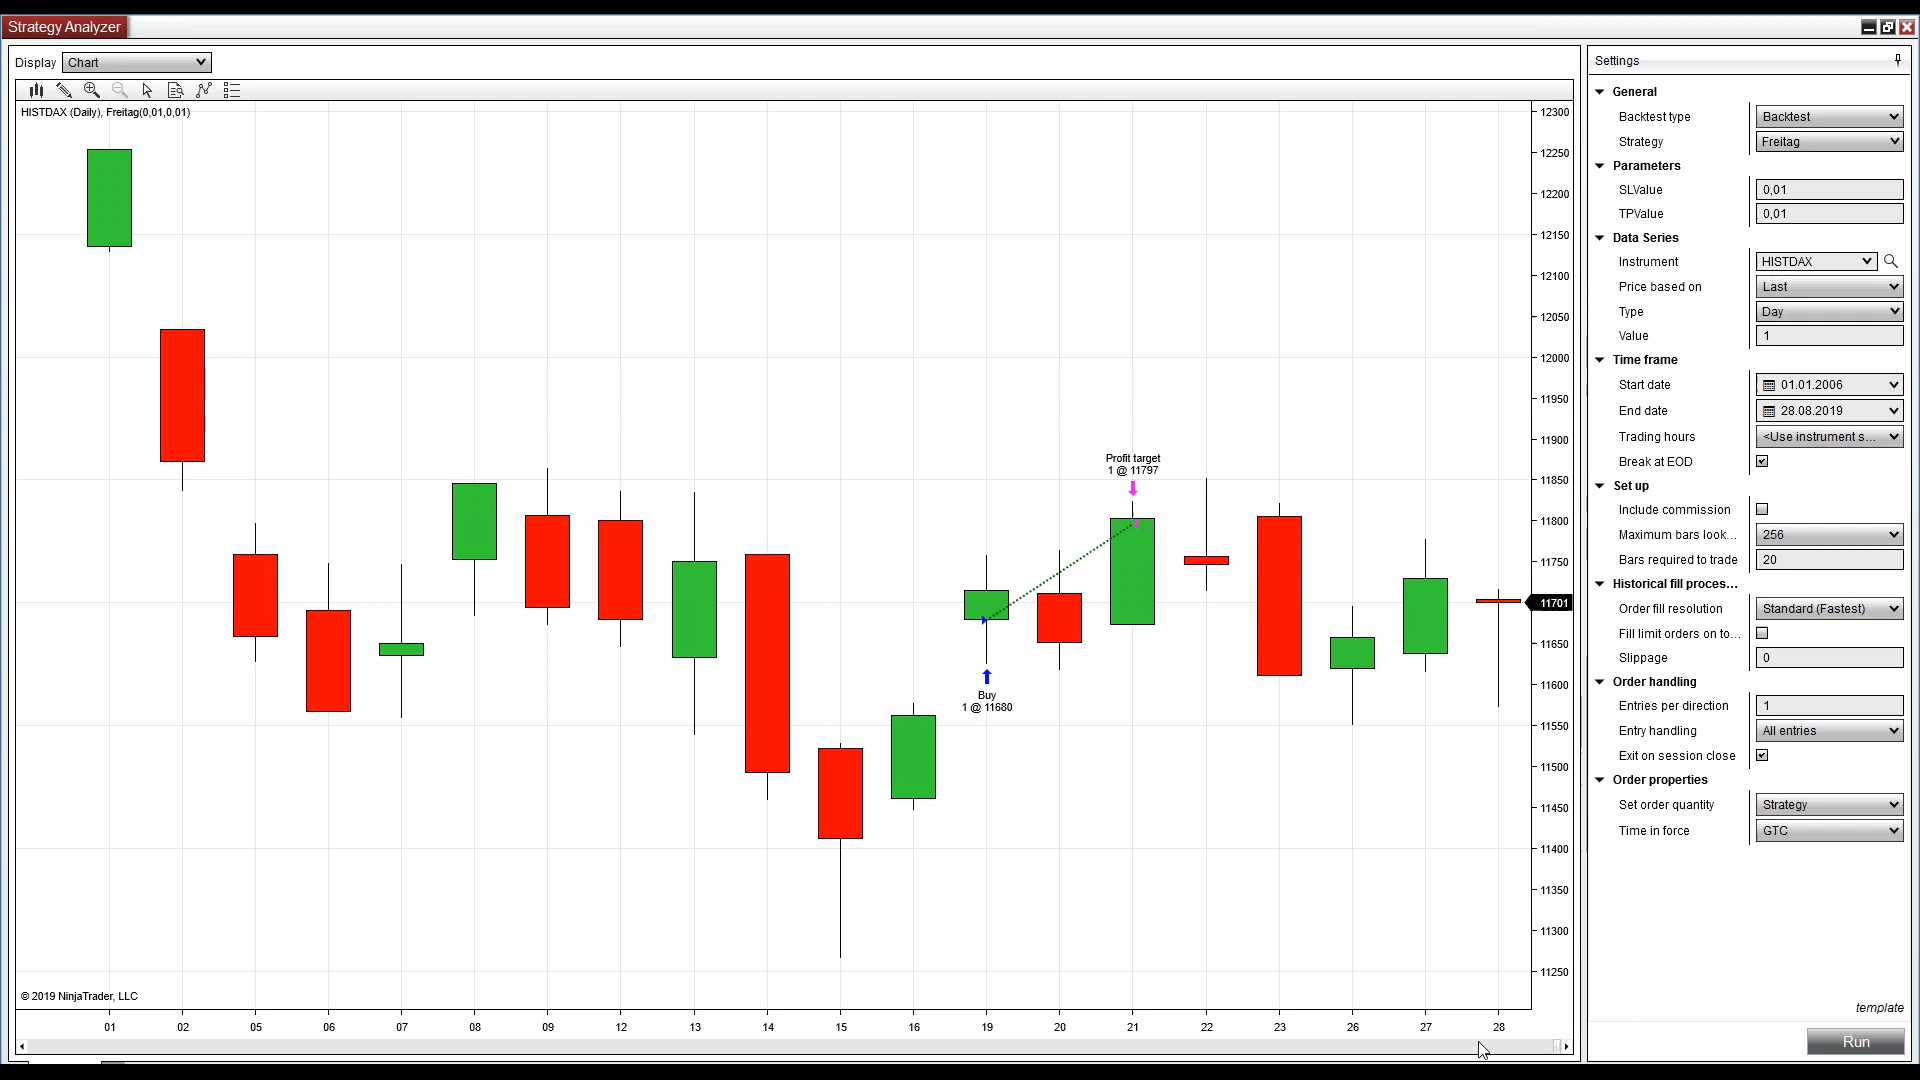 Strategy Analyzer
Display Chart
HISTDAX (Daily), Freitag(0,01,0,01)
12300
12250
12200
12150
12100
12050
12000
11950
11900
11850
11800
11750
11701
11650
11600
11550
11500
11450
11400
11350
11300
11250
Profit target
1 @ 11797
Buy
1 @ 11680
© 2019 NinjaTrader, LLC
01 02 05 06 07 08 09 12 13 14 15 16 19 20 21 22 23 26 27 28
Settings
General
Backtest type Backtest
Strategy Freitag
Parameters
SLValue 0,01
TPValue 0,01
Data Series
Instrument HISTDAX
Price based on Last
Type Day
Value 1
Time frame
Start date 01.01.2006
End date 28.08.2019
Trading hours <Use instrument s...
Break at EOD
Set up
Include commission
Maximum bars look... 256
Bars required to trade 20
Historical fill proces...
Order fill resolution Standard (Fastest)
Fill limit orders on to...
Slippage 0
Order handling
Entries per direction 1
Entry handling All entries
Exit on session close
Order properties
Set order quantity Strategy
Time in force GTC
template
Run